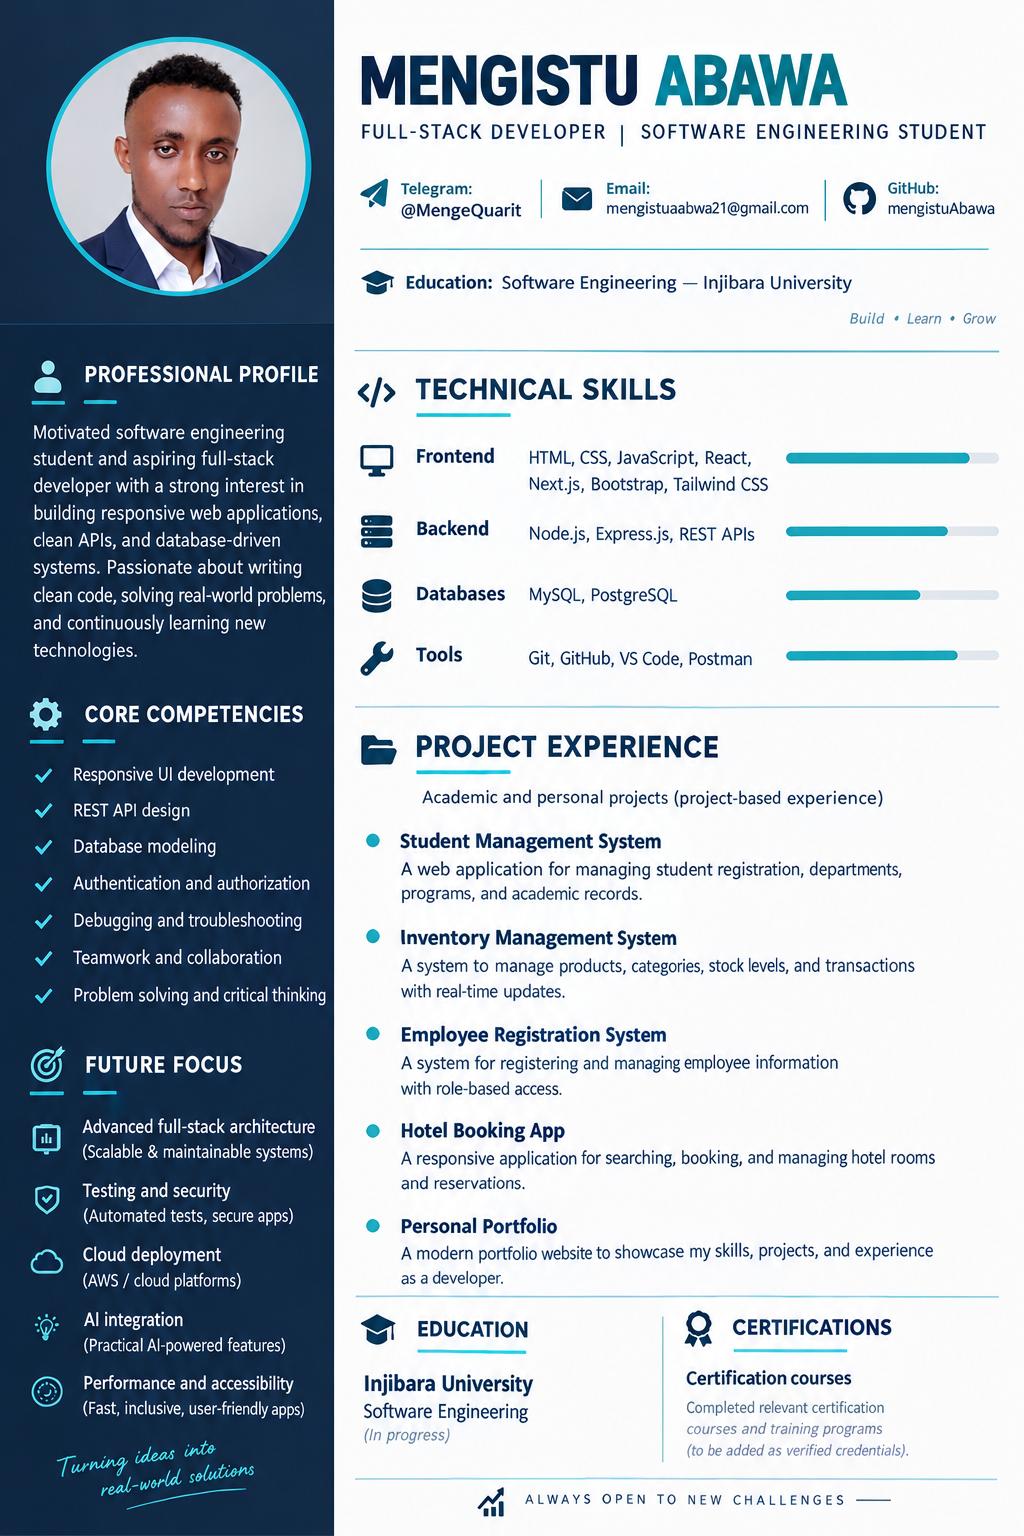 MENGISTU ABAWA
FULL-STACK DEVELOPER | SOFTWARE ENGINEERING STUDENT
Telegram:
@MengeQuarit
Email:
mengistuaabwa21@gmail.com
GitHub:
mengistuAbawa
Education: Software Engineering — Injibara University
Build • Learn • Grow
PROFESSIONAL PROFILE
Motivated software engineering
student and aspiring full-stack
developer with a strong interest in
building responsive web applications,
clean APIs, and database-driven
systems. Passionate about writing
clean code, solving real-world problems,
and continuously learning new
technologies.
CORE COMPETENCIES
Responsive UI development
REST API design
Database modeling
Authentication and authorization
Debugging and troubleshooting
Teamwork and collaboration
Problem solving and critical thinking
FUTURE FOCUS
Advanced full-stack architecture
(Scalable & maintainable systems)
Testing and security
(Automated tests, secure apps)
Cloud deployment
(AWS / cloud platforms)
AI integration
(Practical AI-powered features)
Performance and accessibility
(Fast, inclusive, user-friendly apps)
Turning ideas into
real-world solutions
TECHNICAL SKILLS
Frontend HTML, CSS, JavaScript, React,
Next.js, Bootstrap, Tailwind CSS
Backend Node.js, Express.js, REST APIs
Databases MySQL, PostgreSQL
Tools Git, GitHub, VS Code, Postman
PROJECT EXPERIENCE
Academic and personal projects (project-based experience)
Student Management System
A web application for managing student registration, departments,
programs, and academic records.
Inventory Management System
A system to manage products, categories, stock levels, and transactions
with real-time updates.
Employee Registration System
A system for registering and managing employee information
with role-based access.
Hotel Booking App
A responsive application for searching, booking, and managing hotel rooms
and reservations.
Personal Portfolio
A modern portfolio website to showcase my skills, projects, and experience
as a developer.
EDUCATION
Injibara University
Software Engineering
(In progress)
CERTIFICATIONS
Certification courses
Completed relevant certification
courses and training programs
(to be added as verified credentials).
ALWAYS OPEN TO NEW CHALLENGES